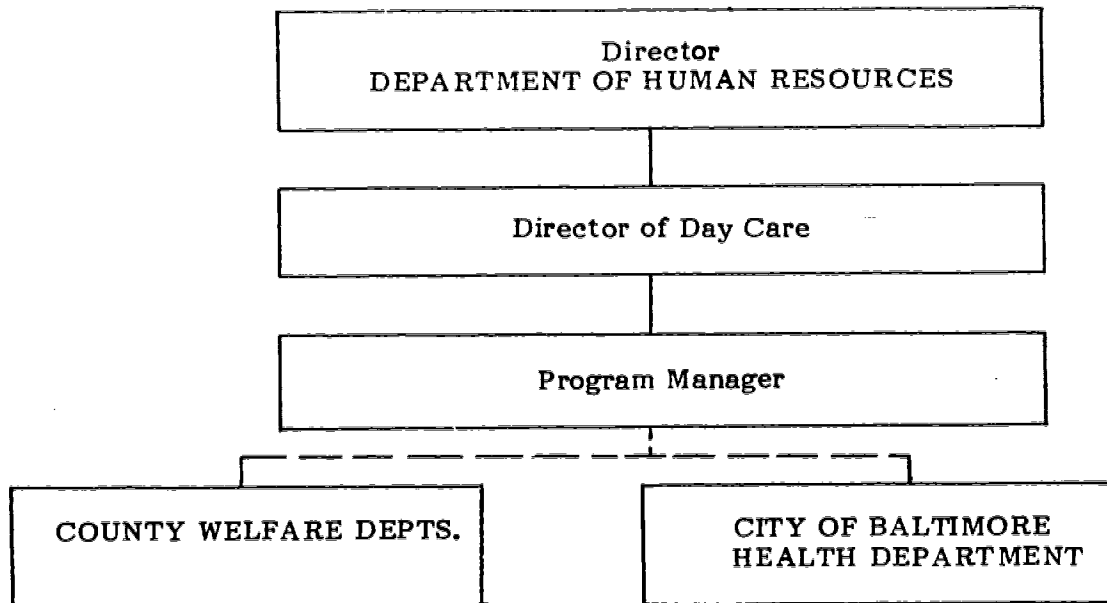 Director
DEPARTMENT OF HUMAN RESOURCES
Director of Day Care
Program Manager
COUNTY WELFARE DEPTS.
CITY OF BALTIMORE
HEALTH DEPARTMENT